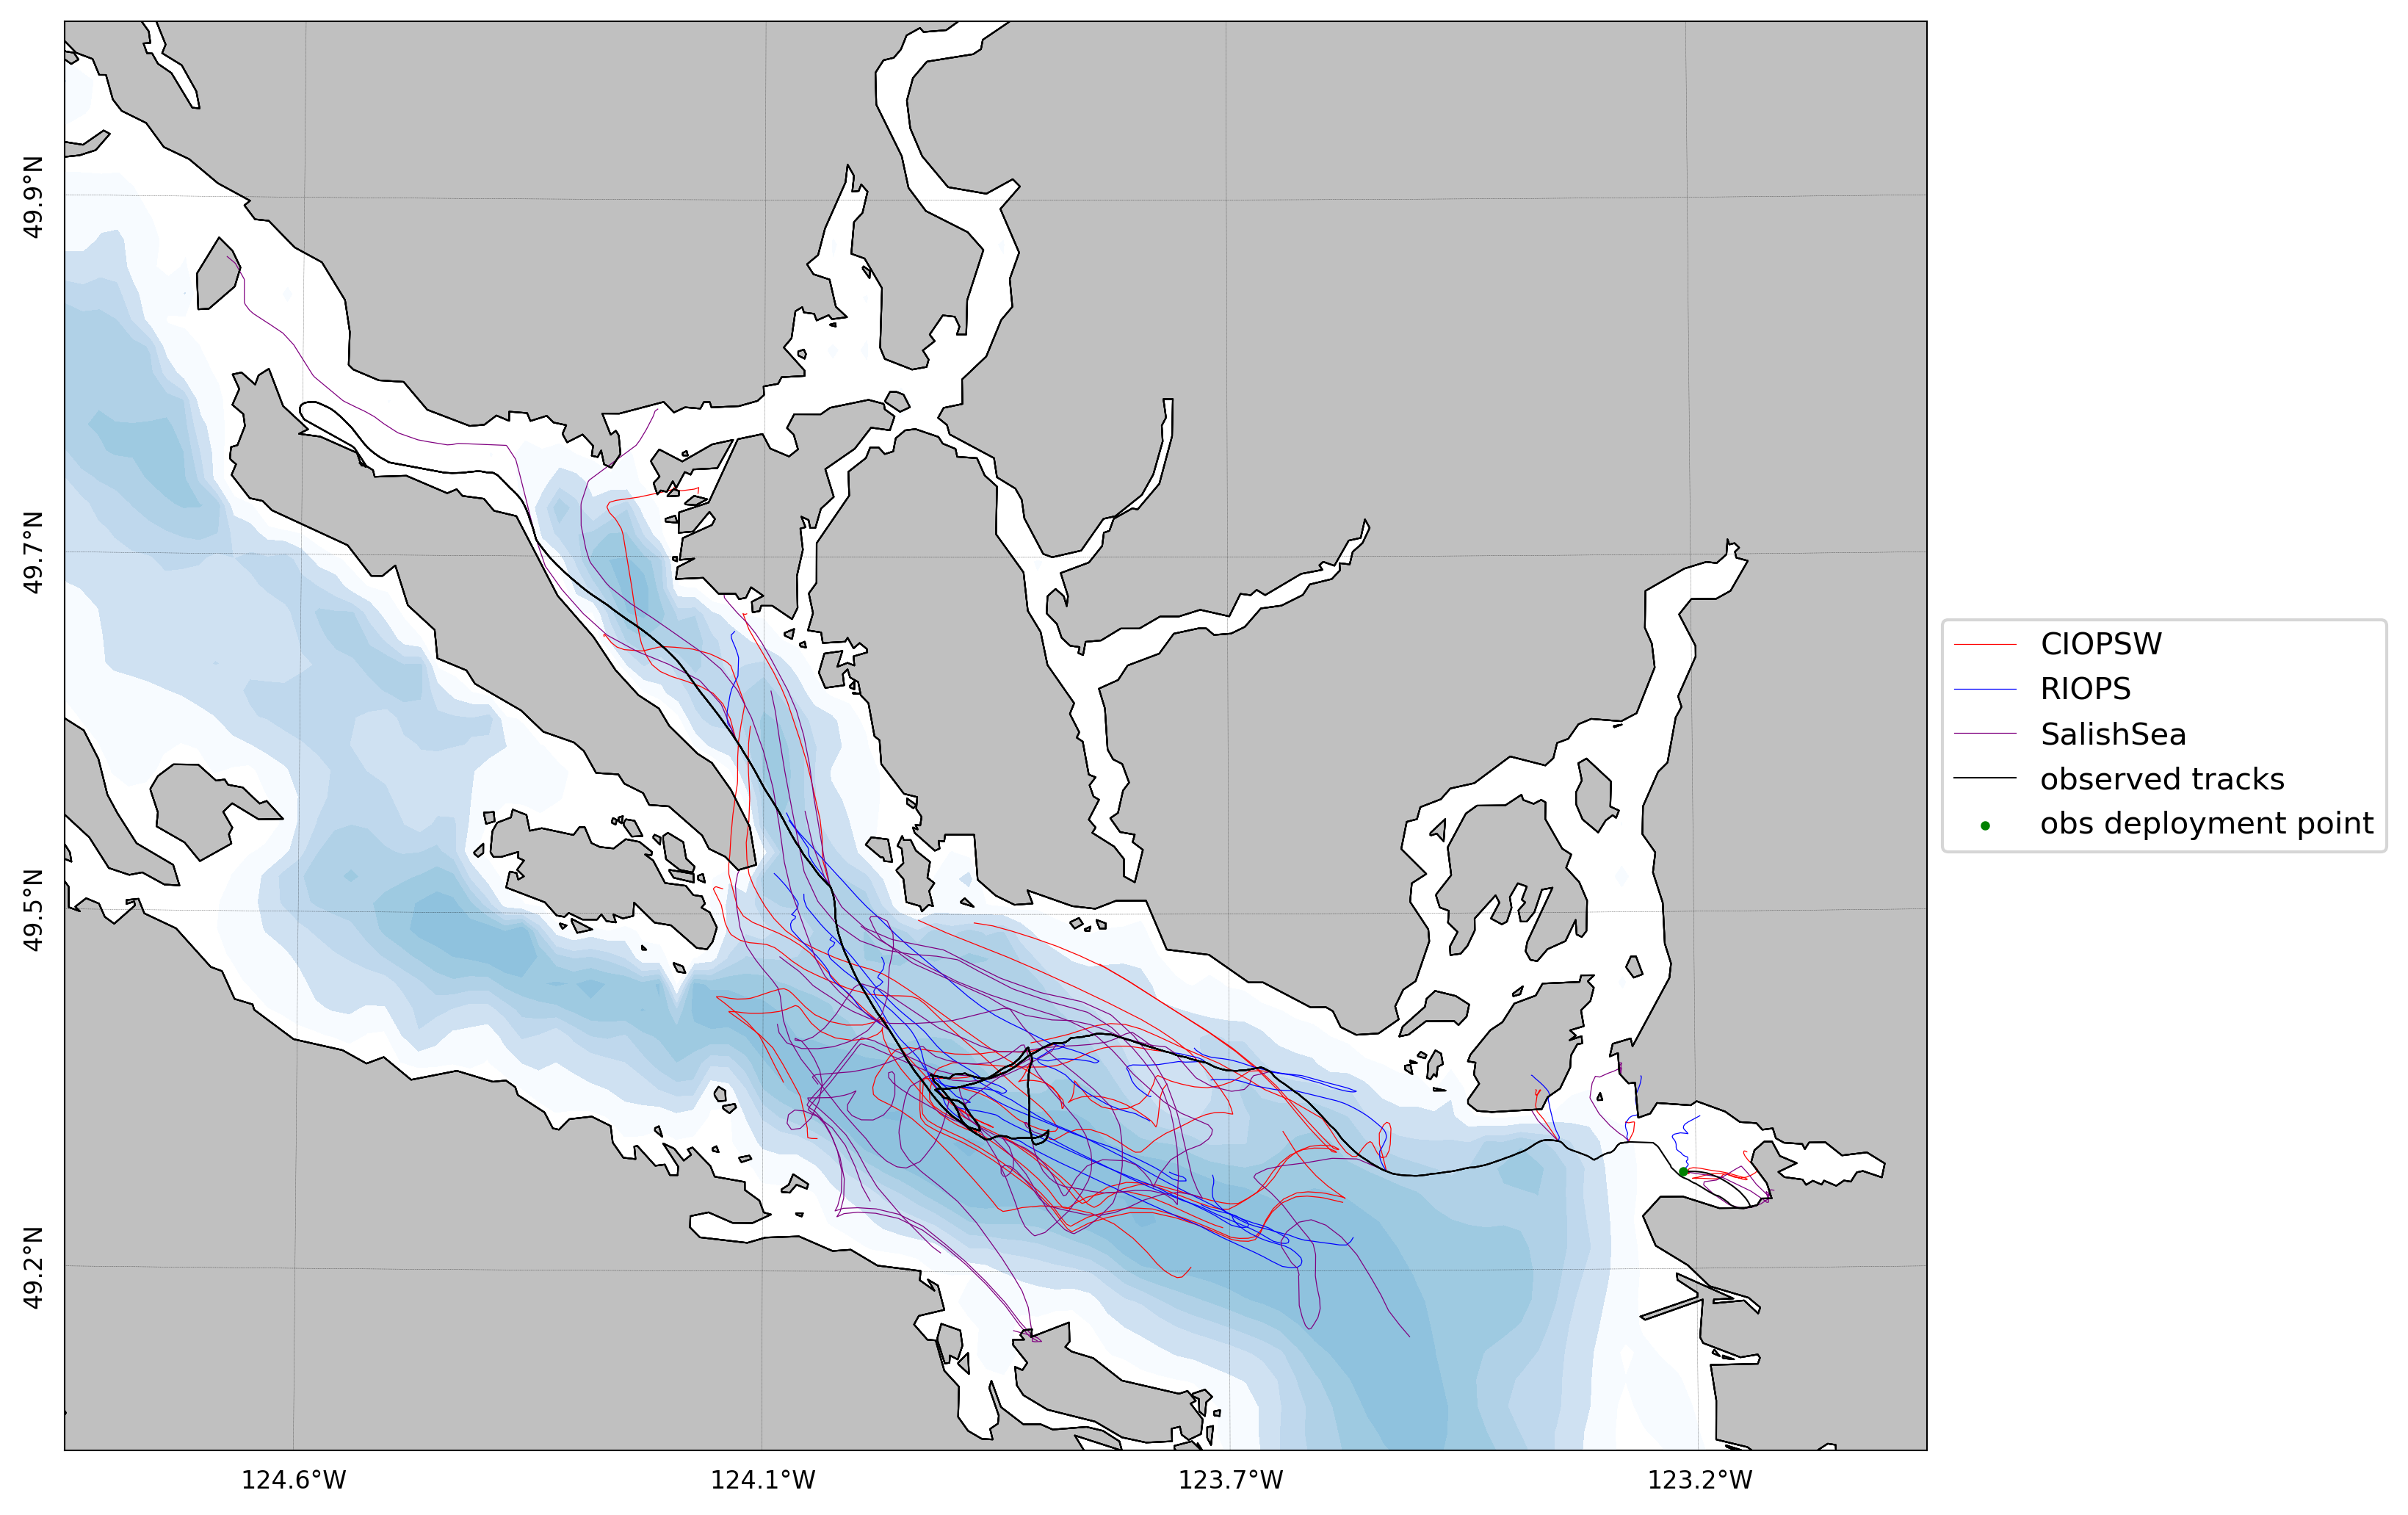 49.9°N
49.7°N
49.5°N
49.2°N
124.6°W
124.1°W
123.7°W
123.2°W
CIOPSW
RIOPS
SalishSea
observed tracks
obs deployment point